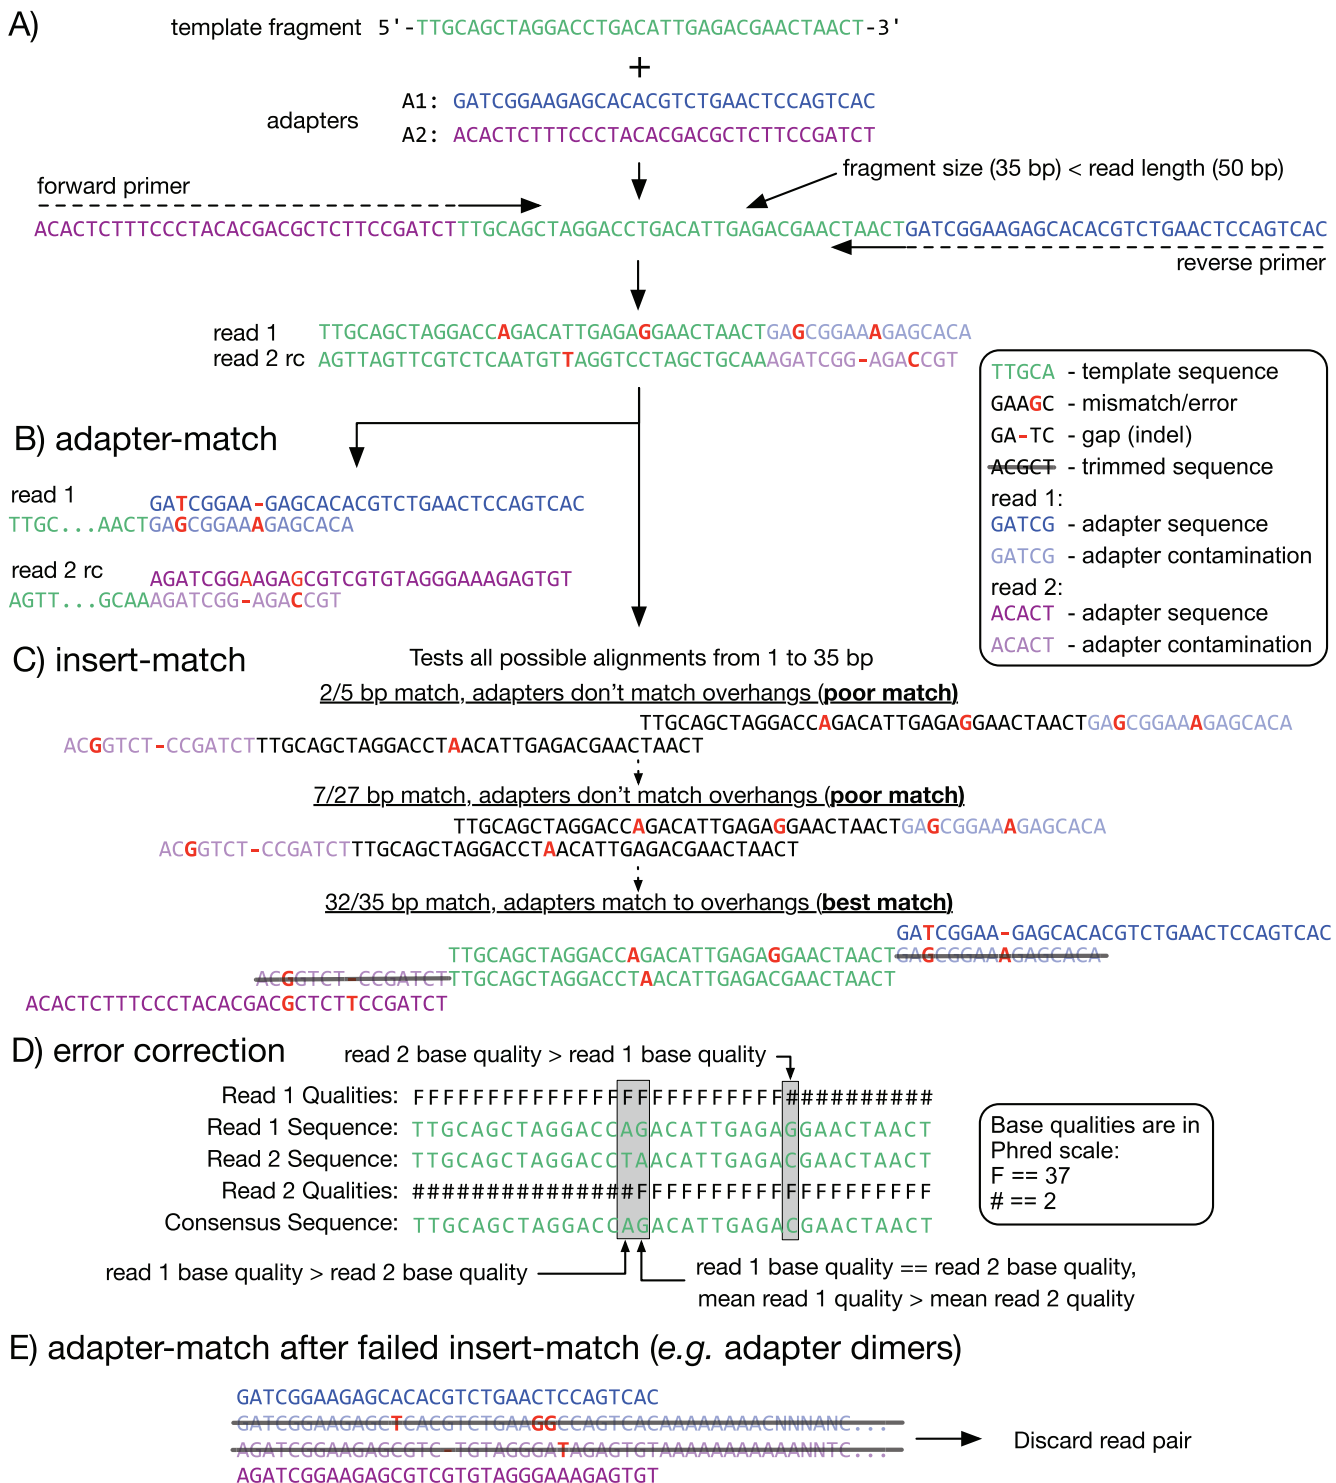 A)
template fragment 5'-TTGCAGCTAGGACCTGACATTGAGACGAACTAACT-3'
+
adapters
A1: GATCGGAAGAGCACACGTCTGAACTCCAGTCAC
A2: ACACTCTTTCCCTACACGACGCTCTTCCGATCT
fragment size (35 bp) < read length (50 bp)
forward primer
ACACTCTTTCCCTACACGACGCTCTTCCGATCTTTGCAGCTAGGACCTGACATTGAGACGAACTAACTGATCGGAAGAGCACACGTCTGAACTCCAGTCAC
reverse primer
read 1 TTGCAGCTAGGACCAGACATTGAGAGGAACTAACTGAGCGGAAAGAGCACA
read 2 rc AGTTAGTTCGTCTCAATGTTAGGTCCTAGCTGCAAAGATCGG-AGACCGT
TTGCA - template sequence
GAAGC - mismatch/error
GA-TC - gap (indel)
ACGCT - trimmed sequence
read 1:
GATCG - adapter sequence
GATCG - adapter contamination
read 2:
ACACT - adapter sequence
ACACT - adapter contamination
B) adapter-match
read 1
GATCGGAA-GAGCACACGTCTGAACTCCAGTCAC
TTGC...AACTGAGCGGAAAGAGCACA
read 2 rc
AGATCGGAAGAGCGTCGTGTAGGGAAAGAGTGT
AGTT...GCAAAGATCGG-AGACCGT
C) insert-match
Tests all possible alignments from 1 to 35 bp
2/5 bp match, adapters don't match overhangs (poor match)
TTGCAGCTAGGACCAGACATTGAGAGGAACTAACTGAGCGGAAAGAGCACA
ACGGTCT-CCGATCTTTGCAGCTAGGACCTAACATTGAGACGAACTAACT
7/27 bp match, adapters don't match overhangs (poor match)
TTGCAGCTAGGACCAGACATTGAGAGGAACTAACTGAGCGGAAAGAGCACA
ACGGTCT-CCGATCTTTGCAGCTAGGACCTAACATTGAGACGAACTAACT
32/35 bp match, adapters match to overhangs (best match)
GATCGGAA-GAGCACACGTCTGAACTCCAGTCAC
TTGCAGCTAGGACCAGACATTGAGAGGAACTAACTGAGCGGAAAGAGCACA
ACGGTCT-CCGATCTTTGCAGCTAGGACCTAACATTGAGACGAACTAACT
ACACTCTTTCCCTACACGACGCTCTTCCGATCT
D) error correction
read 2 base quality > read 1 base quality
Read 1 Qualities: FFFFFFFFFFFFFFFFFFFFFFFFF##########
Read 1 Sequence: TTGCAGCTAGGACCAGACATTGAGAGGAACTAACT
Read 2 Sequence: TTGCAGCTAGGACCTAACATTGAGACGAACTAACT
Read 2 Qualities: ###############FFFFFFFFFFFFFFFFFFFF
Consensus Sequence: TTGCAGCTAGGACCAGACATTGAGACGAACTAACT
Base qualities are in
Phred scale:
F == 37
# == 2
read 1 base quality > read 2 base quality
read 1 base quality == read 2 base quality,
mean read 1 quality > mean read 2 quality
E) adapter-match after failed insert-match (e.g. adapter dimers)
GATCGGAAGAGCACACGTCTGAACTCCAGTCAC
GATCGGAAGAGCTCACGTCTGAAGGCCAGTCACAAAAAAAACNNNANC...
AGATCGGAAGAGCGTC-TGTAGGGATAGAGTGTAAAAAAAAAAANNTC...
AGATCGGAAGAGCGTCGTGTAGGGAAAGAGTGT
Discard read pair